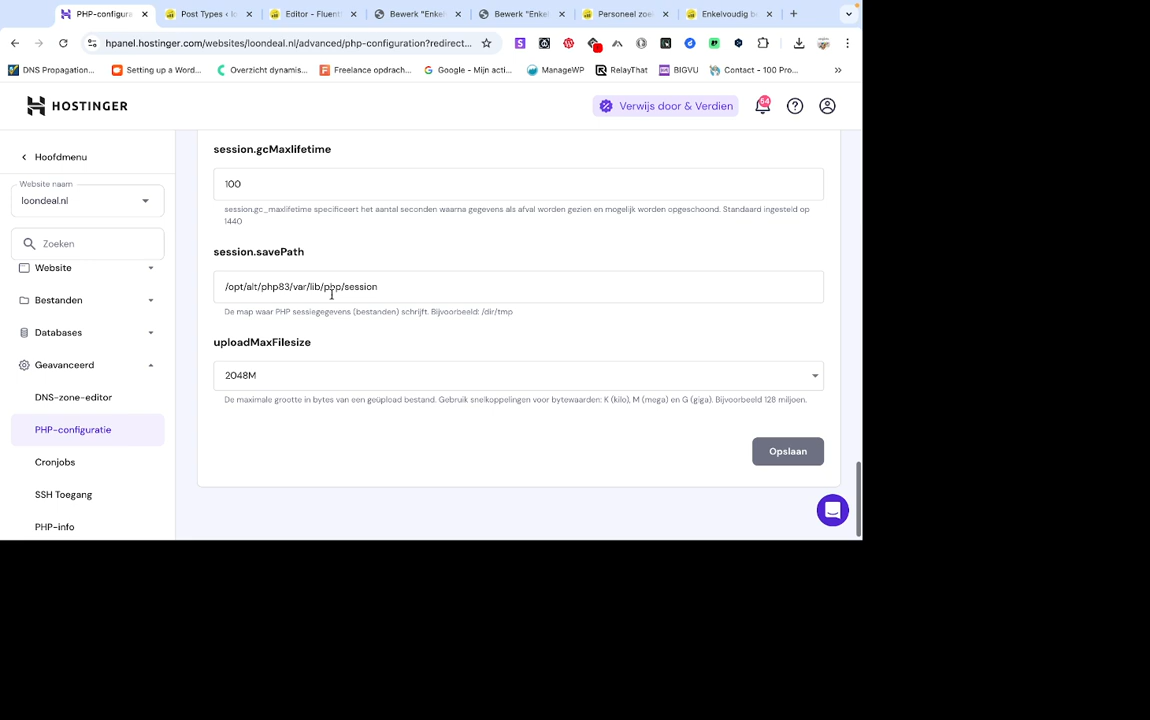 PHP-configura
Post Types ‹ l
Editor - Fluent
Bewerk "Enke
Bewerk "Enke
Personeel zoe
Enkelvoudig b
hpanel.hostinger.com/websites/loondeal.nl/advanced/php-configuration?redirect...
DNS Propagation...
Setting up a Word...
Overzicht dynamis...
Freelance opdrach...
Google - Mijn acti...
ManageWP
RelayThat
BIGVU
Contact - 100 Pro...
»
HOSTINGER
Verwijs door & Verdien
64
Hoofdmenu
Website naam
loondeal.nl
Zoeken
Website
Bestanden
Databases
Geavanceerd
DNS-zone-editor
PHP-configuratie
Cronjobs
SSH Toegang
PHP-info
session.gcMaxlifetime
100
session.gc_maxlifetime specificeert het aantal seconden waarna gegevens als afval worden gezien en mogelijk worden opgeschoond. Standaard ingesteld op
1440
session.savePath
/opt/alt/php83/var/lib/php/session
De map waar PHP sessiegegevens (bestanden) schrijft. Bijvoorbeeld: /dir/tmp
uploadMaxFilesize
2048M
De maximale grootte in bytes van een geüpload bestand. Gebruik snelkoppelingen voor bytewaarden: K (kilo), M (mega) en G (giga). Bijvoorbeeld 128 miljoen.
Opslaan